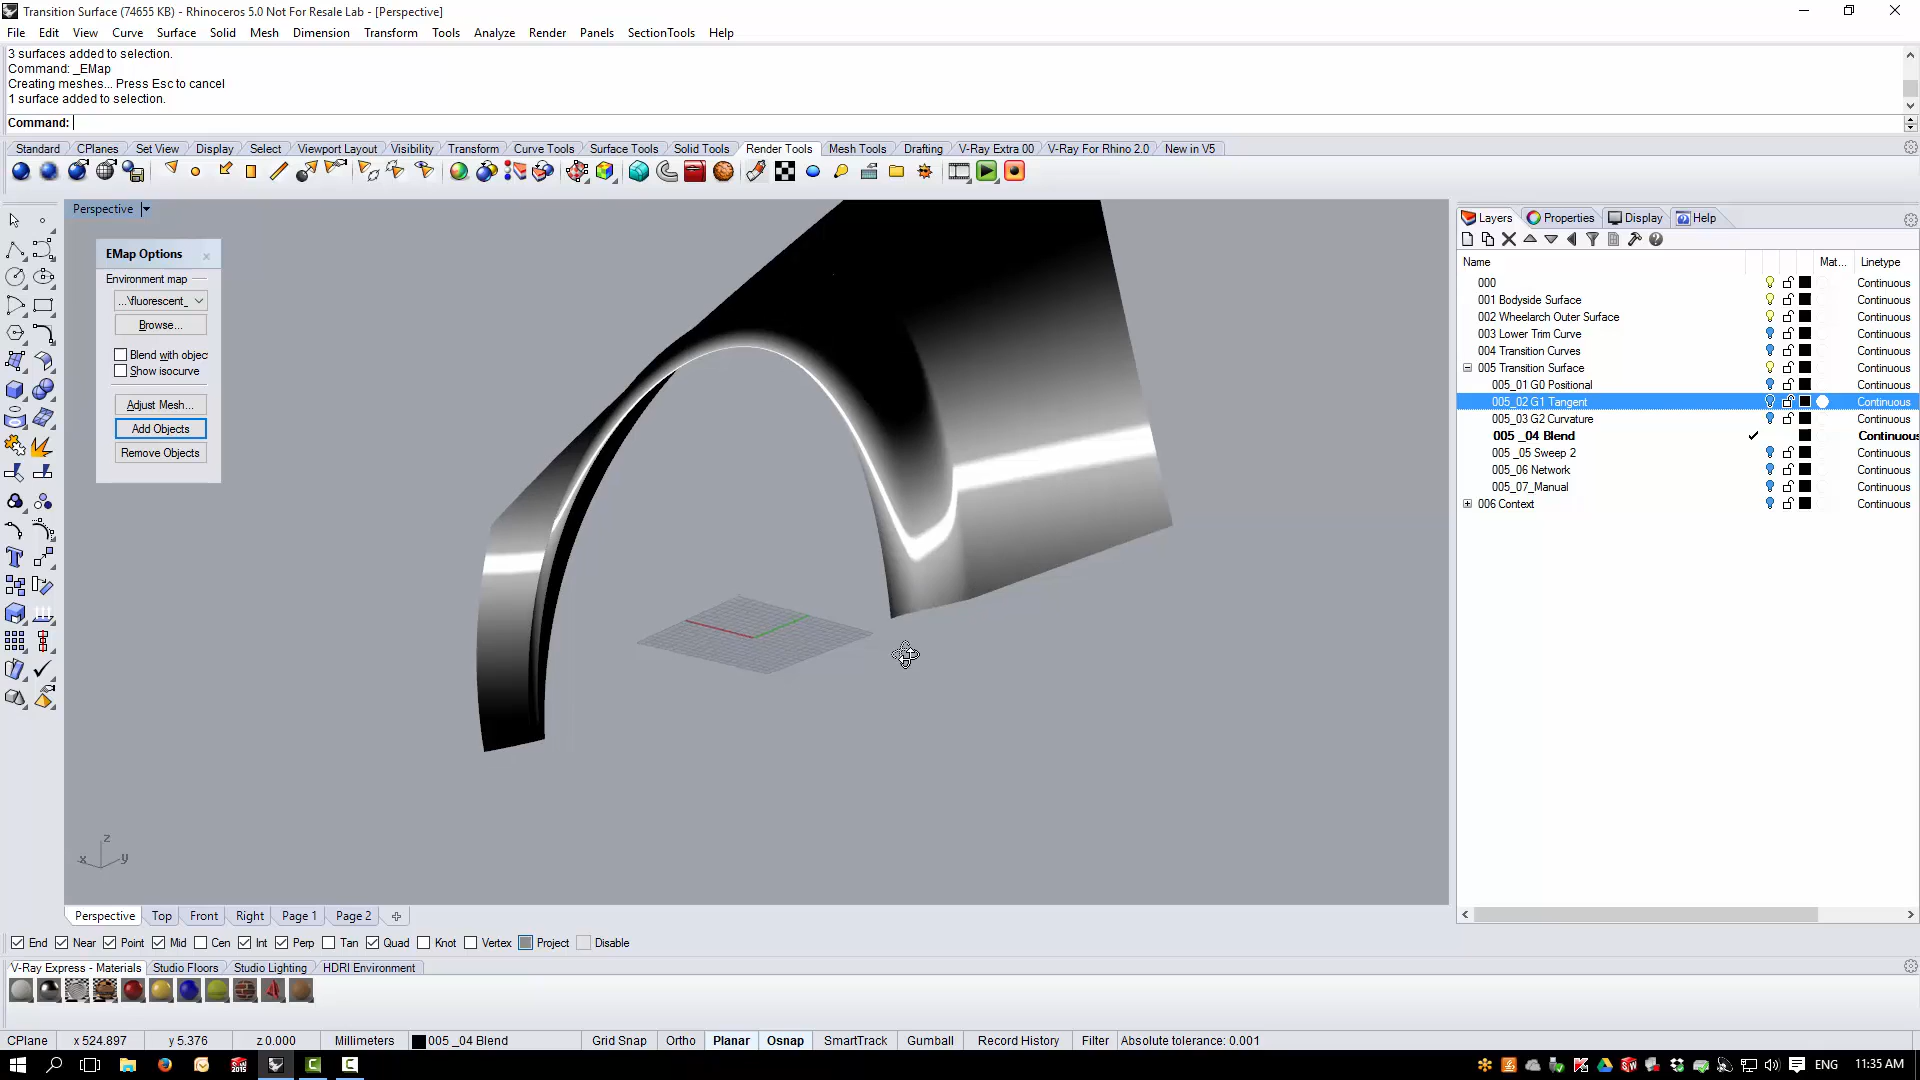 Transition Surface (74655 KB) - Rhinoceros 5.0 Not For Resale Lab - [Perspective]
File Edit View Curve Surface Solid Mesh Dimension Transform Tools Analyze Render Panels SectionTools Help
3 surfaces added to selection.
Command: _EMap
Creating meshes... Press Esc to cancel
1 surface added to selection.
Command:
Standard CPlanes Set View Display Select Viewport Layout Visibility Transform Curve Tools Surface Tools Solid Tools Render Tools Mesh Tools Drafting V-Ray Extra 00 V-Ray For Rhino 2.0 New in V5
Perspective
EMap Options
Environment map
...\fluorescent_
Browse...
Blend with objec
Show isocurve
Adjust Mesh...
Add Objects
Remove Objects
z
x y
Layers Properties Display Help
Name Mat... Linetype
000 Continuous
001 Bodyside Surface Continuous
002 Wheelarch Outer Surface Continuous
003 Lower Trim Curve Continuous
004 Transition Curves Continuous
005 Transition Surface Continuous
005_01 G0 Positional Continuous
005_02 G1 Tangent Continuous
005_03 G2 Curvature Continuous
005 _04 Blend Continuous
005 _05 Sweep 2 Continuous
005_06 Network Continuous
005_07_Manual Continuous
006 Context Continuous
Perspective Top Front Right Page 1 Page 2
End Near Point Mid Cen Int Perp Tan Quad Knot Vertex Project Disable
V-Ray Express - Materials Studio Floors Studio Lighting HDRI Environment
CPlane x 524.897 y 5.376 z 0.000 Millimeters 005 _04 Blend Grid Snap Ortho Planar Osnap SmartTrack Gumball Record History Filter Absolute tolerance: 0.001
ENG 11:35 AM